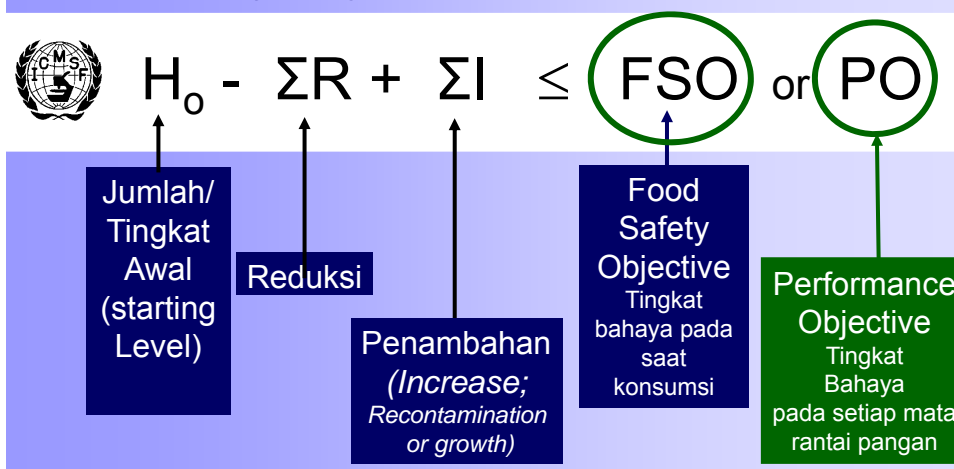 ICMSF
H₀ - ΣR + ΣI ≤ FSO or PO
Jumlah/
Tingkat
Awal
(starting
Level)
Reduksi
Penambahan
(Increase;
Recontamination
or growth)
Food
Safety
Objective
Tingkat
bahaya pada
saat
konsumsi
Performance
Objective
Tingkat
Bahaya
pada setiap mata
rantai pangan